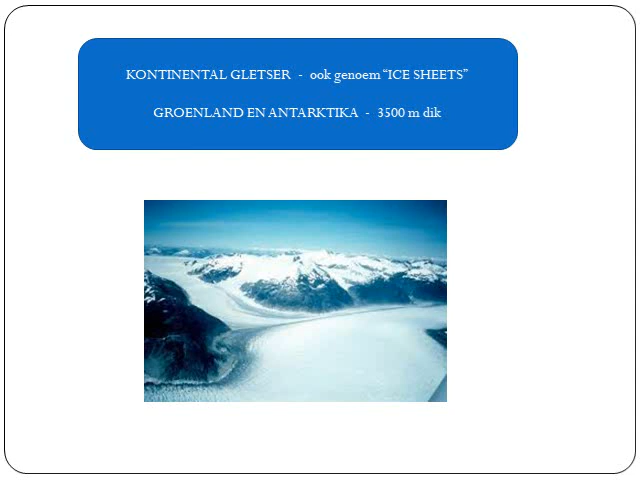 KONTINENTAL GLETSER - ook genoem “ICE SHEETS”
GROENLAND EN ANTARKTIKA - 3500 m dik